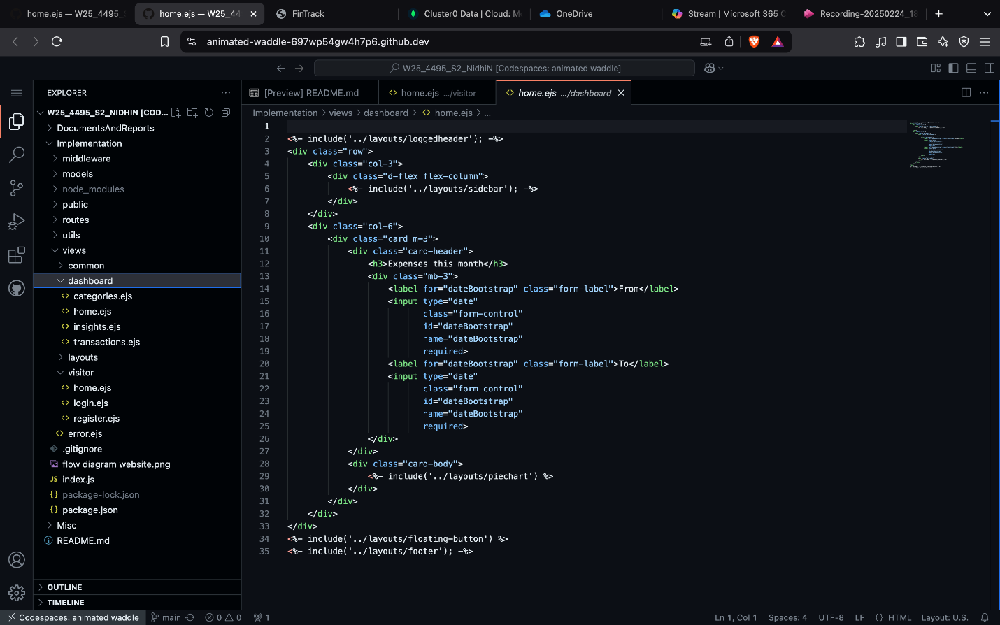 home.ejs — W25_4495_S
home.ejs — W25_44
FinTrack
Cluster0 Data | Cloud: Mo
OneDrive
Stream | Microsoft 365 C
Recording-20250224_18
animated-waddle-697wp54gw4h7p6.github.dev
W25_4495_S2_NidhiN [Codespaces: animated waddle]
EXPLORER
W25_4495_S2_NIDHIN [COD...
DocumentsAndReports
Implementation
middleware
models
node_modules
public
routes
utils
views
common
dashboard
categories.ejs
home.ejs
insights.ejs
transactions.ejs
layouts
visitor
home.ejs
login.ejs
register.ejs
error.ejs
.gitignore
flow diagram website.png
JS index.js
{} package-lock.json
{} package.json
Misc
README.md
OUTLINE
TIMELINE
[Preview] README.md
<> home.ejs .../visitor
<> home.ejs .../dashboard
Implementation > views > dashboard > <> home.ejs > ...
1
2 <%- include('../layouts/loggedheader'); -%>
3 <div class="row">
4 <div class="col-3">
5 <div class="d-flex flex-column">
6 <%- include('../layouts/sidebar'); -%>
7 </div>
8 </div>
9 <div class="col-6">
10 <div class="card m-3">
11 <div class="card-header">
12 <h3>Expenses this month</h3>
13 <div class="mb-3">
14 <label for="dateBootstrap" class="form-label">From</label>
15 <input type="date"
16 class="form-control"
17 id="dateBootstrap"
18 name="dateBootstrap"
19 required>
20 <label for="dateBootstrap" class="form-label">To</label>
21 <input type="date"
22 class="form-control"
23 id="dateBootstrap"
24 name="dateBootstrap"
25 required>
26 </div>
27 </div>
28 <div class="card-body">
29 <%- include('../layouts/piechart') %>
30 </div>
31 </div>
32 </div>
33 </div>
34 <%- include('../layouts/floating-button') %>
35 <%- include('../layouts/footer'); -%>
Codespaces: animated waddle
main
0
0
1
Ln 1, Col 1
Spaces: 4
UTF-8
LF
{} HTML
Layout: U.S.